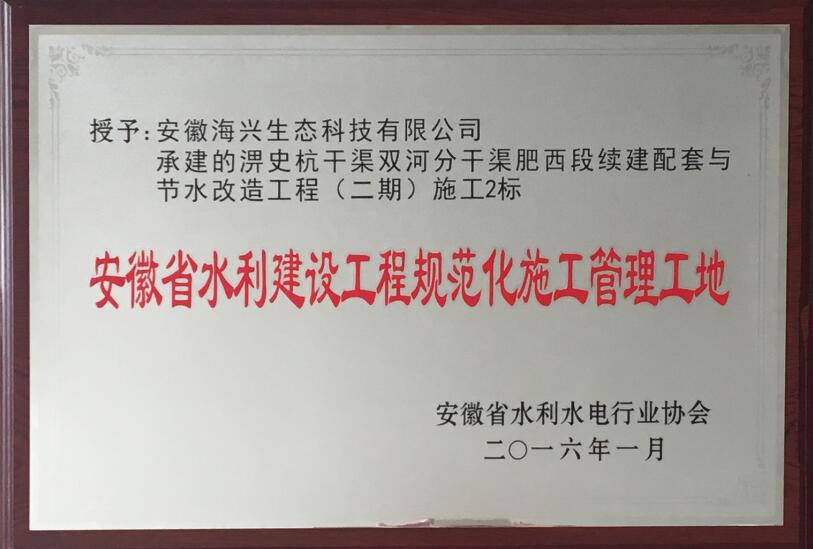 授予:安徽海兴生态科技有限公司
承建的淠史杭干渠双河分干渠肥西段续建配套与
节水改造工程（二期）施工2标
安徽省水利建设工程规范化施工管理工地
安徽省水利水电行业协会
二〇一六年一月